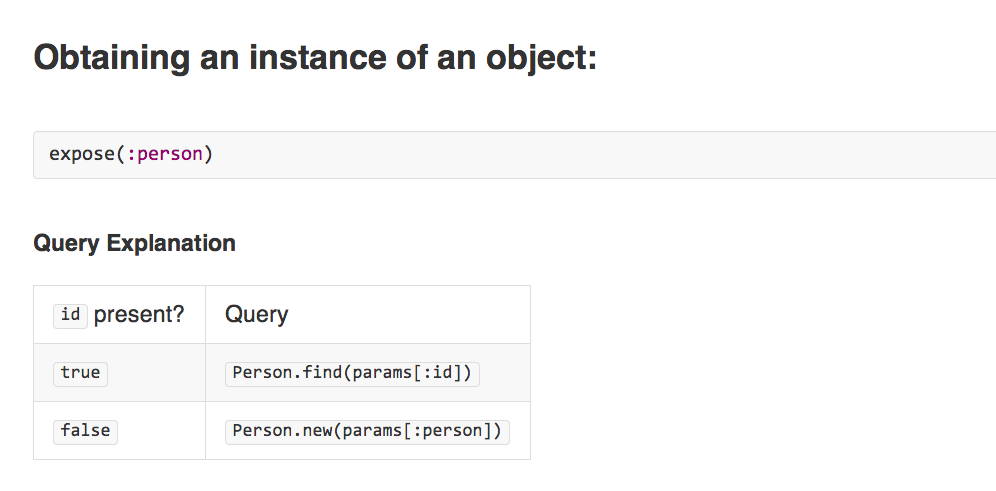 Obtaining an instance of an object:
expose(:person)
Query Explanation
id present? Query
true Person.find(params[:id])
false Person.new(params[:person])